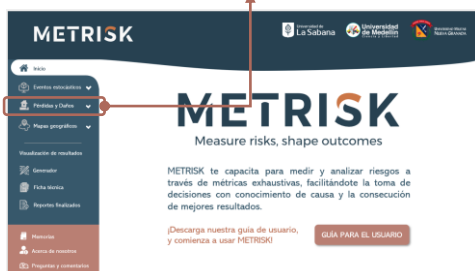 METRISK
Universidad de
La Sabana
Universidad
de Medellín
Ciencia y Libertad
Universidad Militar
Nueva Granada
Inicio
Eventos estocásticos
Pérdidas y Daños
Mapas geográficos
Visualización de resultados
Generador
Ficha técnica
Reportes finalizados
Memorias
Acerca de nosotros
Preguntas y comentarios
METRISK
Measure risks, shape outcomes
METRISK te capacita para medir y analizar riesgos a
través de métricas exhaustivas, facilitándote la toma de
decisiones con conocimiento de causa y la consecución
de mejores resultados.
¡Descarga nuestra guia de usuario,
y comienza a usar METRISK!
GUÍA PARA EL USUARIO